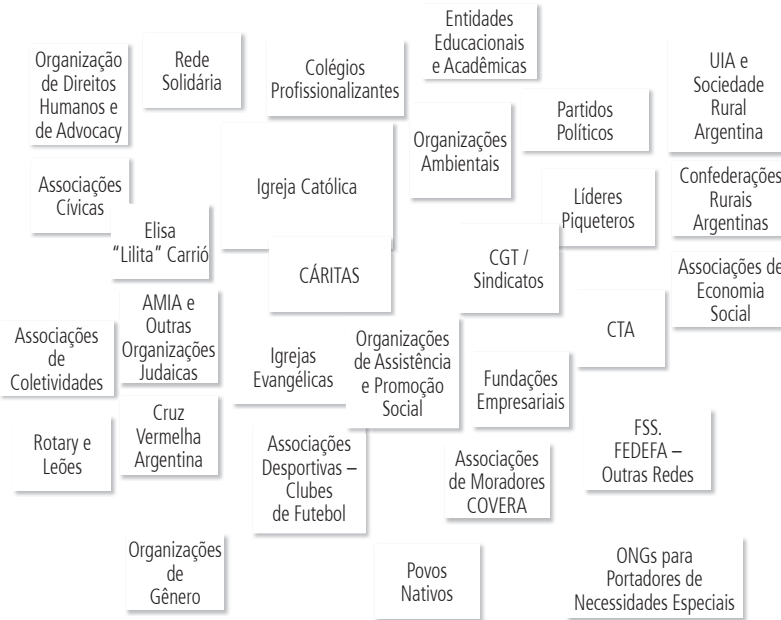 Entidades
Educacionais
e Acadêmicas
Organização
de Direitos
Humanos e
de Advocacy
Rede
Solidária
Colégios
Profissionalizantes
UIA e
Sociedade
Rural
Argentina
Partidos
Políticos
Organizações
Ambientais
Associações
Cívicas
Igreja Católica
Líderes
Piqueteros
Confederações
Rurais
Argentinas
Elisa
“Lilita” Carrió
CÁRITAS
CGT /
Sindicatos
Associações de
Economia
Social
AMIA e
Outras
Organizações
Judaicas
CTA
Associações
de
Coletividades
Igrejas
Evangélicas
Organizações
de Assistência
e Promoção
Social
Fundações
Empresariais
Cruz
Vermelha
Argentina
Rotary e
Leões
Associações
Desportivas –
Clubes
de Futebol
Associações
de Moradores
COVERA
FSS.
FEDEFA –
Outras Redes
Organizações
de
Gênero
Povos
Nativos
ONGs para
Portadores de
Necessidades Especiais